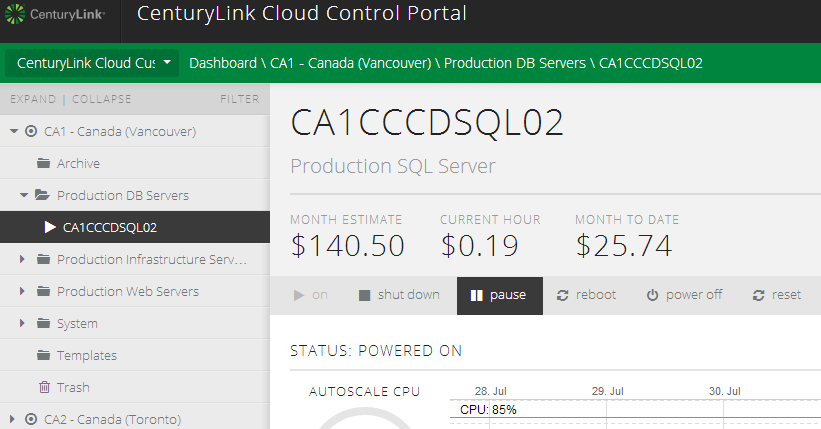 CenturyLink™
CenturyLink Cloud Control Portal
CenturyLink Cloud Cus
Dashboard \ CA1 - Canada (Vancouver) \ Production DB Servers \ CA1CCCDSQL02
EXPAND | COLLAPSE
FILTER
CA1 - Canada (Vancouver)
Archive
Production DB Servers
CA1CCCDSQL02
Production Infrastructure Serv...
Production Web Servers
System
Templates
Trash
CA2 - Canada (Toronto)
CA1CCCDSQL02
Production SQL Server
MONTH ESTIMATE CURRENT HOUR MONTH TO DATE
$140.50 $0.19 $25.74
on shut down pause reboot power off reset
STATUS: POWERED ON
AUTOSCALE CPU
28. Jul 29. Jul 30. Jul
CPU: 85%